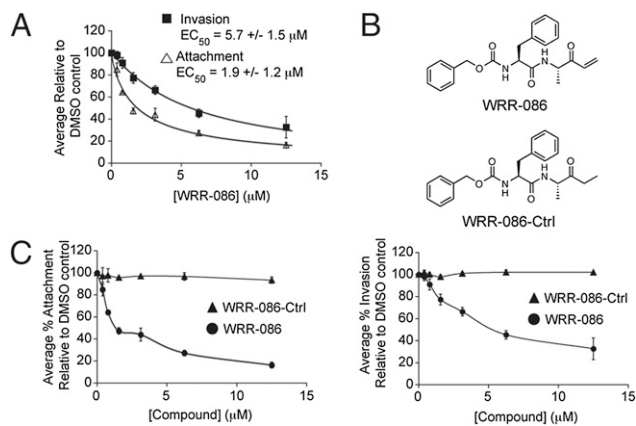 A
Invasion
EC50 = 5.7 +/- 1.5 μM
Attachment
EC50 = 1.9 +/- 1.2 μM
Average Relative to
DMSO control
120
100
80
60
40
20
0
0 5 10 15
[WRR-086] (μM)
B
O
O
N
H
O
H
N
O
WRR-086
O
O
N
H
O
H
N
O
WRR-086-Ctrl
C
Average % Attachment
Relative to DMSO control
120
100
80
60
40
20
0
0 5 10 15
WRR-086-Ctrl
WRR-086
[Compound] (μM)
Average % Invasion
Relative to DMSO control
120
100
80
60
40
20
0
0 5 10 15
WRR-086-Ctrl
WRR-086
[Compound] (μM)